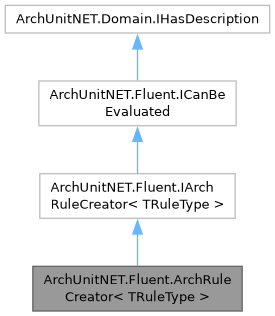 ArchUnitNET.Domain.IHasDescription
ArchUnitNET.Fluent.ICanBe
Evaluated
ArchUnitNET.Fluent.IArch
RuleCreator< TRuleType >
ArchUnitNET.Fluent.ArchRule
Creator< TRuleType >